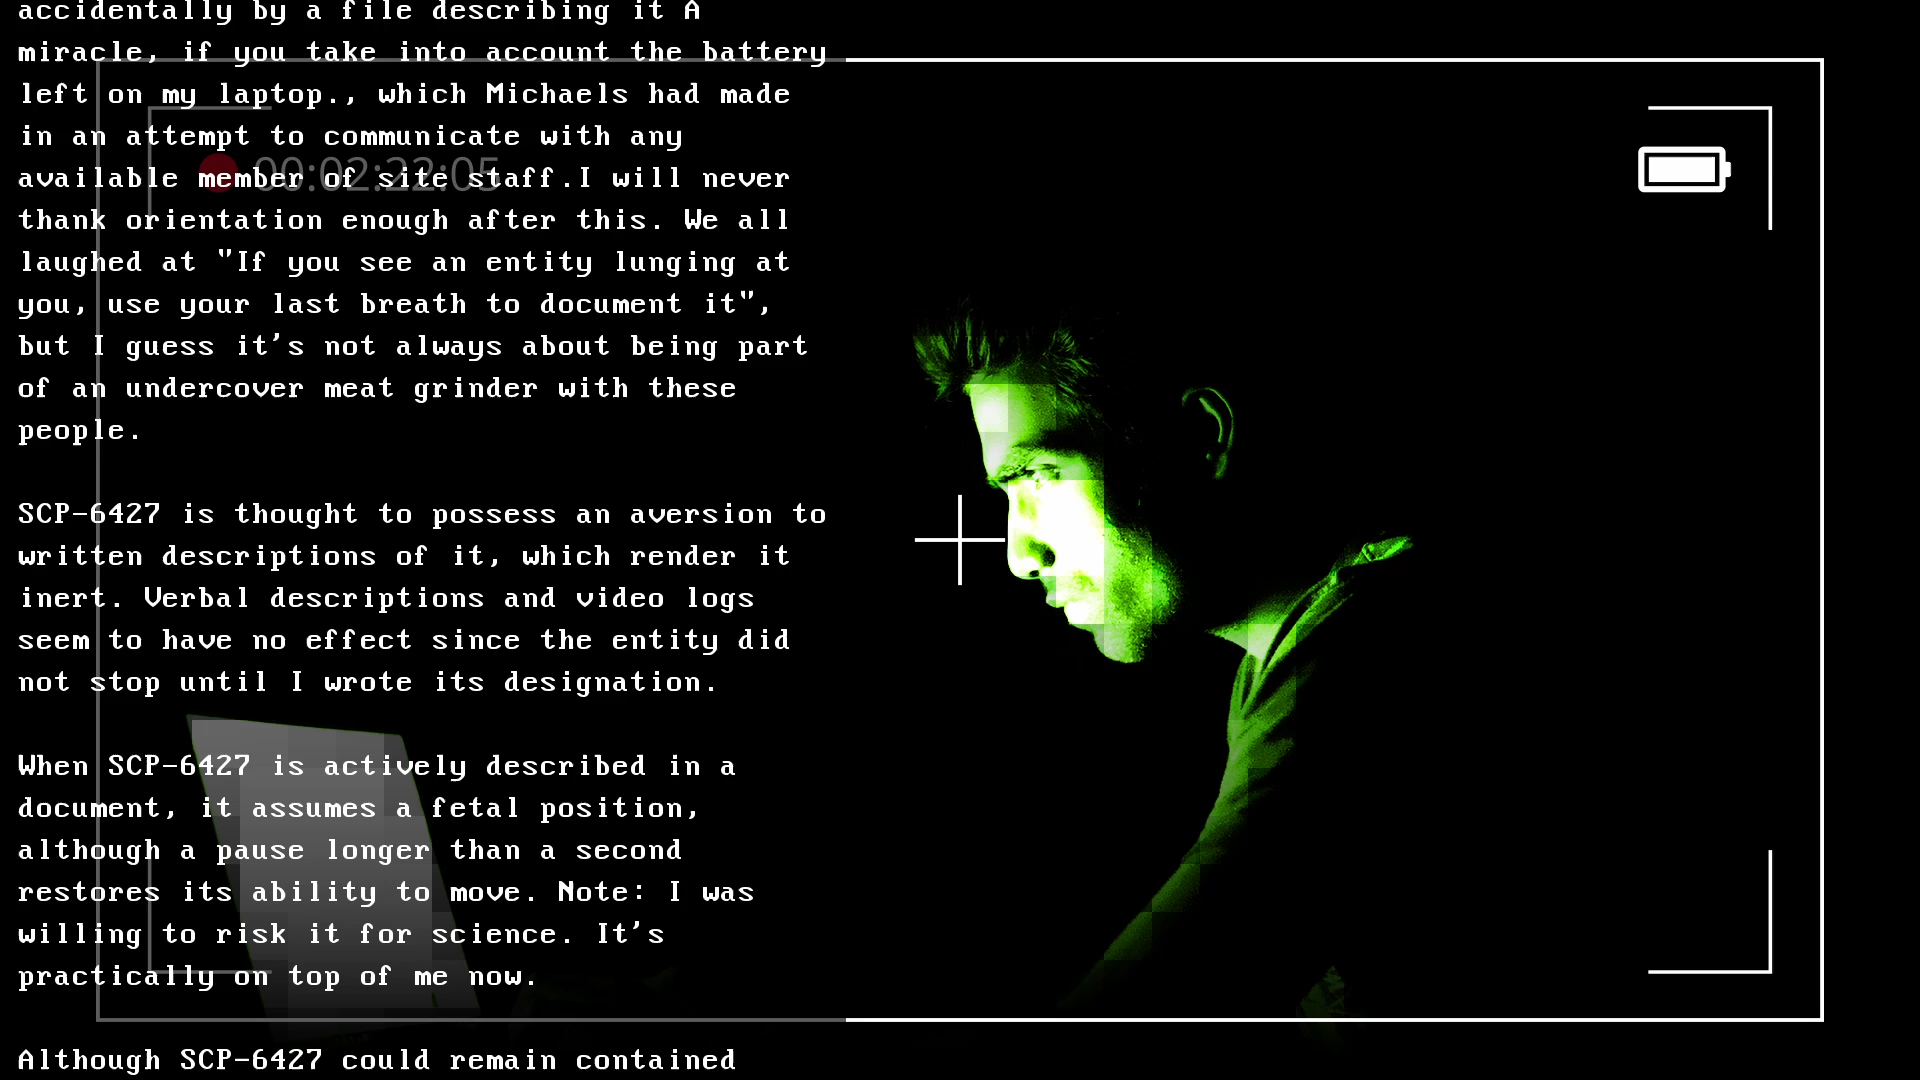 accidentally by a file describing it A
miracle, if you take into account the battery
left on my laptop., which Michaels had made
in an attempt to communicate with any
available member of site staff.I will never
thank orientation enough after this. We all
laughed at "If you see an entity lunging at
you, use your last breath to document it",
but I guess it's not always about being part
of an undercover meat grinder with these
people.
SCP-6427 is thought to possess an aversion to
written descriptions of it, which render it
inert. Verbal descriptions and video logs
seem to have no effect since the entity did
not stop until I wrote its designation.
When SCP-6427 is actively described in a
document, it assumes a fetal position,
although a pause longer than a second
restores its ability to move. Note: I was
willing to risk it for science. It's
practically on top of me now.
Although SCP-6427 could remain contained
00:02:22:05